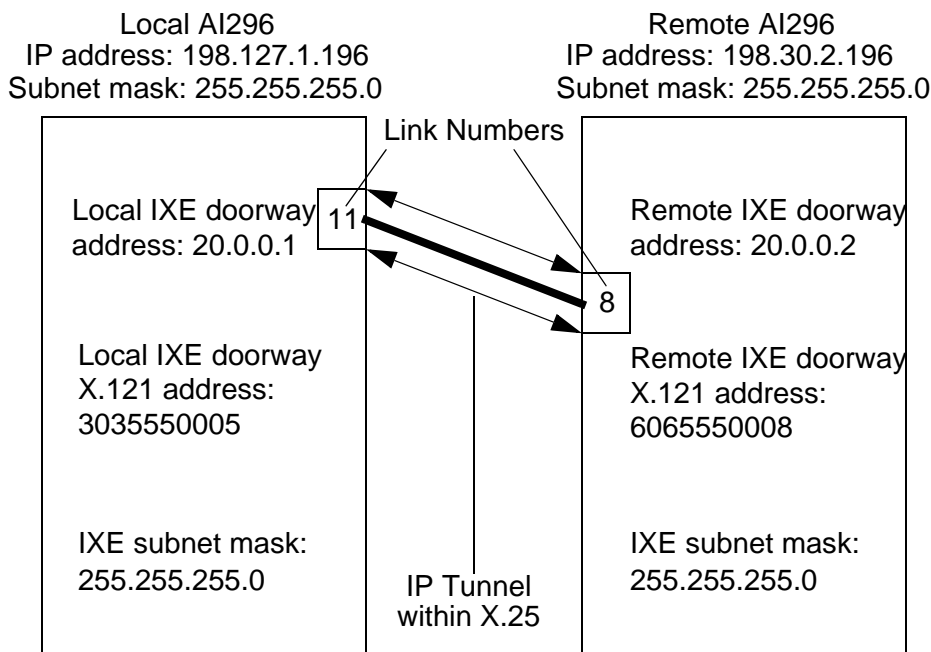 Local AI296
IP address: 198.127.1.196
Subnet mask: 255.255.255.0
Remote AI296
IP address: 198.30.2.196
Subnet mask: 255.255.255.0
Link Numbers
Local IXE doorway
address: 20.0.0.1
11
Remote IXE doorway
address: 20.0.0.2
8
Local IXE doorway
X.121 address:
3035550005
Remote IXE doorway
X.121 address:
6065550008
IXE subnet mask:
255.255.255.0
IP Tunnel
within X.25
IXE subnet mask:
255.255.255.0